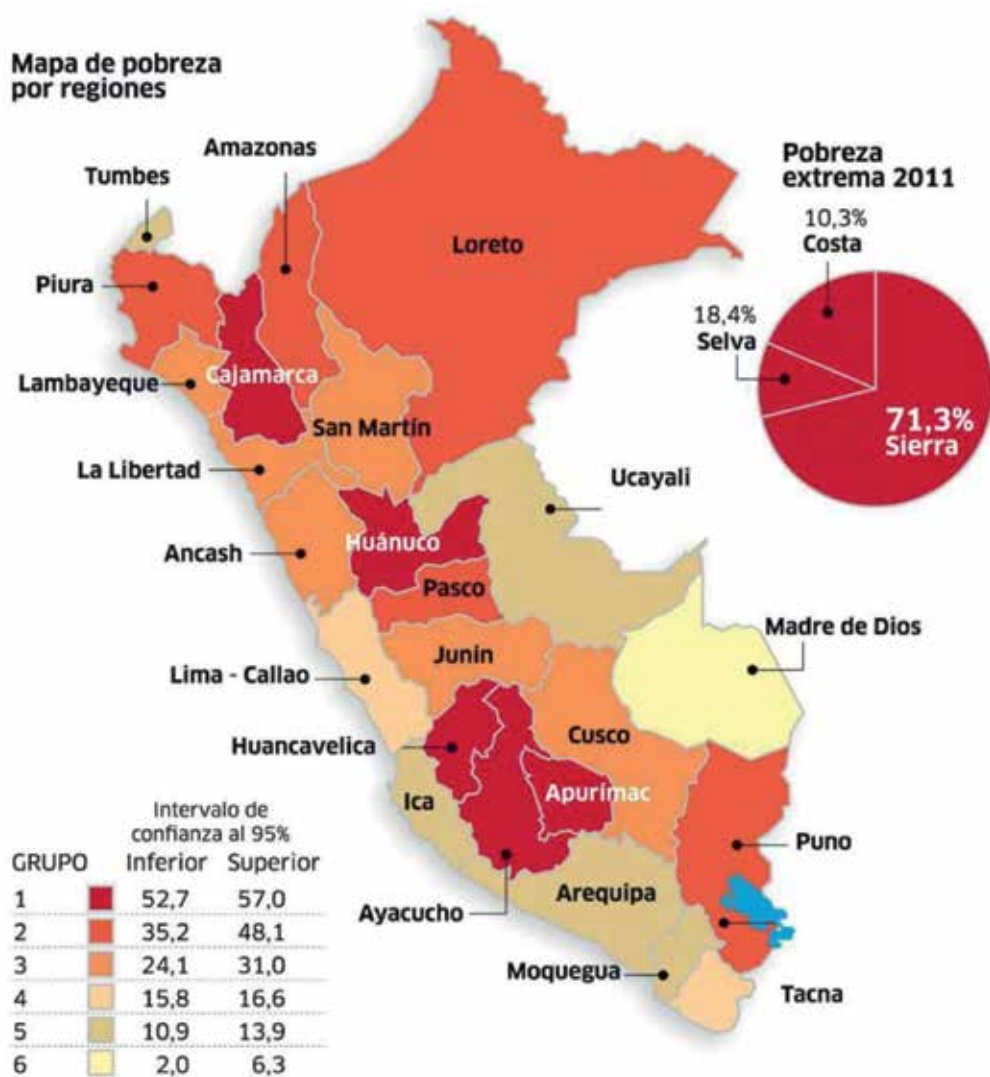 Mapa de pobreza
por regiones
Tumbes
Amazonas
Piura
Loreto
Lambayeque
Cajamarca
San Martín
La Libertad
Ucayali
Ancash
Huánuco
Pasco
Madre de Dios
Lima - Callao
Junin
Huancavelica
Cusco
Ica
Apurímac
Puno
Arequipa
Ayacucho
Moquegua
Tacna
Pobreza
extrema 2011
10,3%
Costa
18,4%
Selva
71,3%
Sierra
Intervalo de
confianza al 95%
GRUPO Inferior Superior
1 52,7 57,0
2 35,2 48,1
3 24,1 31,0
4 15,8 16,6
5 10,9 13,9
6 2,0 6,3